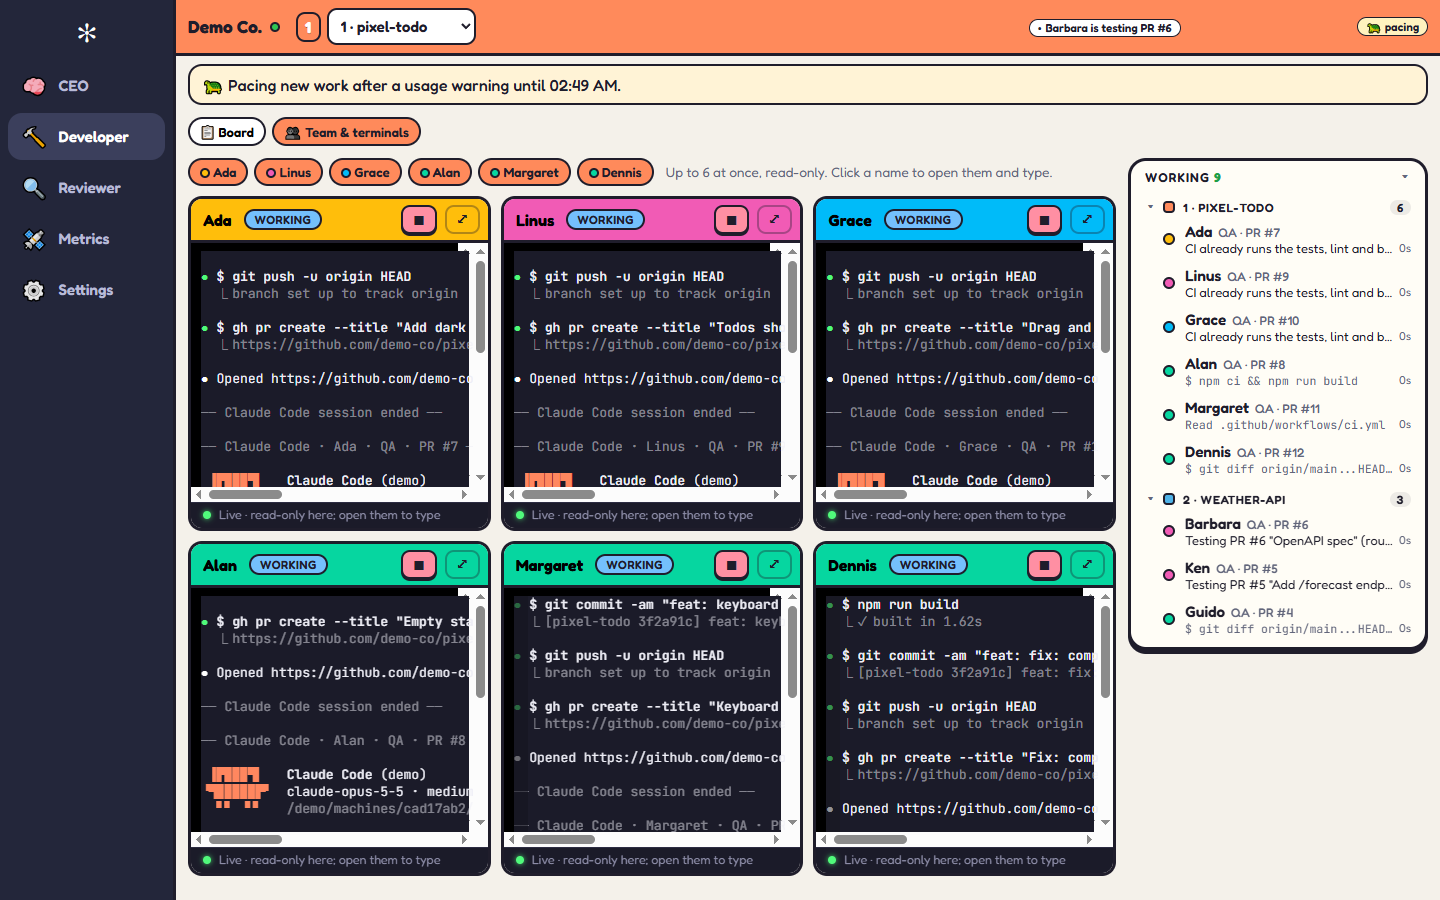 Demo Co.
1
1 · pixel-todo
• Barbara is testing PR #6
pacing
CEO
Developer
Reviewer
Metrics
Settings
Pacing new work after a usage warning until 02:49 AM.
Board
Team & terminals
Ada
Linus
Grace
Alan
Margaret
Dennis
Up to 6 at once, read-only. Click a name to open them and type.
Ada WORKING
$ git push -u origin HEAD
branch set up to track origin
$ gh pr create --title "Add dark
https://github.com/demo-co/pixe
Opened https://github.com/demo-co
── Claude Code session ended ──
── Claude Code · Ada · QA · PR #7
Claude Code (demo)
Live · read-only here; open them to type
Linus WORKING
$ git push -u origin HEAD
branch set up to track origin
$ gh pr create --title "Todos sho
https://github.com/demo-co/pixe
Opened https://github.com/demo-co
── Claude Code session ended ──
── Claude Code · Linus · QA · PR #9
Claude Code (demo)
Live · read-only here; open them to type
Grace WORKING
$ git push -u origin HEAD
branch set up to track origin
$ gh pr create --title "Drag and
https://github.com/demo-co/pixe
Opened https://github.com/demo-co
── Claude Code session ended ──
── Claude Code · Grace · QA · PR #1
Claude Code (demo)
Live · read-only here; open them to type
Alan WORKING
$ gh pr create --title "Empty sta
https://github.com/demo-co/pixe
Opened https://github.com/demo-co
── Claude Code session ended ──
── Claude Code · Alan · QA · PR #8
Claude Code (demo)
claude-opus-5-5 · medium
/demo/machines/cad17ab2/
Live · read-only here; open them to type
Margaret WORKING
$ git commit -am "feat: keyboard
[pixel-todo 3f2a91c] feat: keyb
$ git push -u origin HEAD
branch set up to track origin
$ gh pr create --title "Keyboard
https://github.com/demo-co/pixe
Opened https://github.com/demo-co
── Claude Code session ended ──
── Claude Code · Margaret · QA · PR
Live · read-only here; open them to type
Dennis WORKING
$ npm run build
✓ built in 1.62s
$ git commit -am "feat: fix: comp
[pixel-todo 3f2a91c] feat: fix
$ git push -u origin HEAD
branch set up to track origin
$ gh pr create --title "Fix: comp
https://github.com/demo-co/pixe
Opened https://github.com/demo-co
Live · read-only here; open them to type
WORKING 9
1 · PIXEL-TODO 6
Ada QA · PR #7
CI already runs the tests, lint and b... 0s
Linus QA · PR #9
CI already runs the tests, lint and b... 0s
Grace QA · PR #10
CI already runs the tests, lint and b... 0s
Alan QA · PR #8
$ npm ci && npm run build 0s
Margaret QA · PR #11
Read .github/workflows/ci.yml 0s
Dennis QA · PR #12
$ git diff origin/main...HEAD… 0s
2 · WEATHER-API 3
Barbara QA · PR #6
Testing PR #6 "OpenAPI spec" (rou... 0s
Ken QA · PR #5
Testing PR #5 "Add /forecast endp... 0s
Guido QA · PR #4
$ git diff origin/main...HEAD… 0s